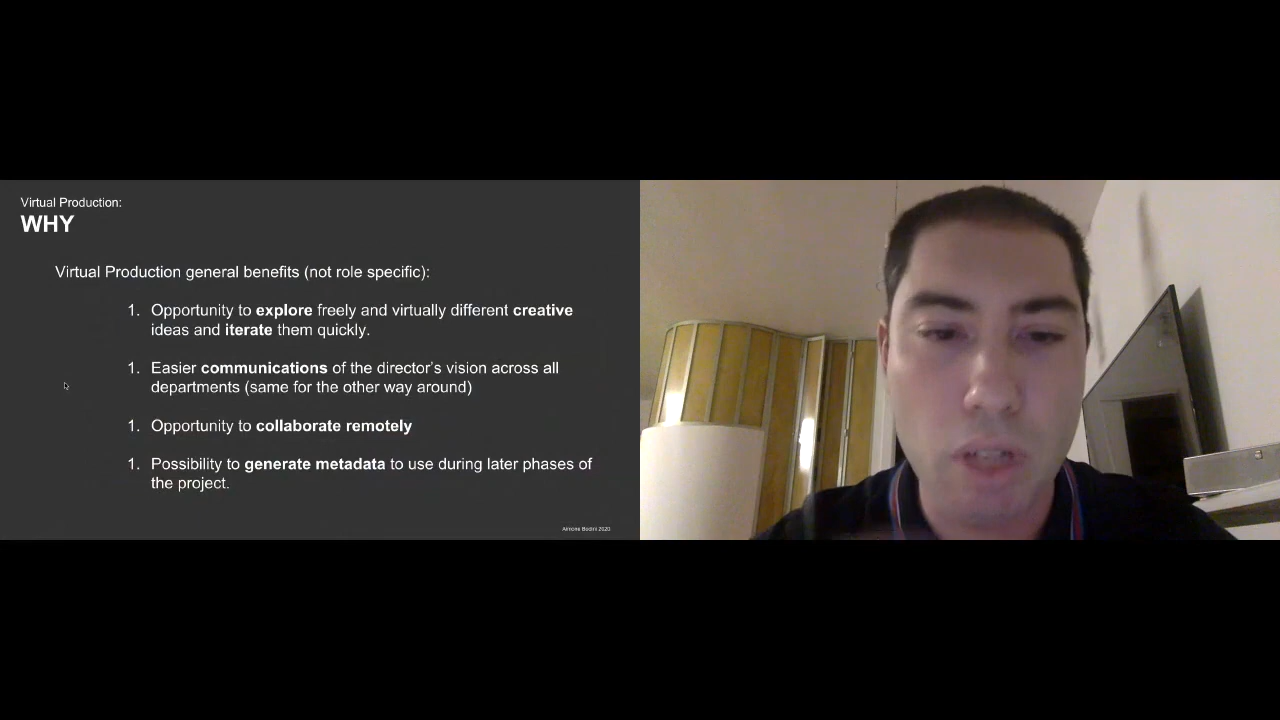 Virtual Production:
WHY
Virtual Production general benefits (not role specific):
1. Opportunity to explore freely and virtually different creative
ideas and iterate them quickly.
1. Easier communications of the director's vision across all
departments (same for the other way around)
1. Opportunity to collaborate remotely
1. Possibility to generate metadata to use during later phases of
the project.
Bodini 2020